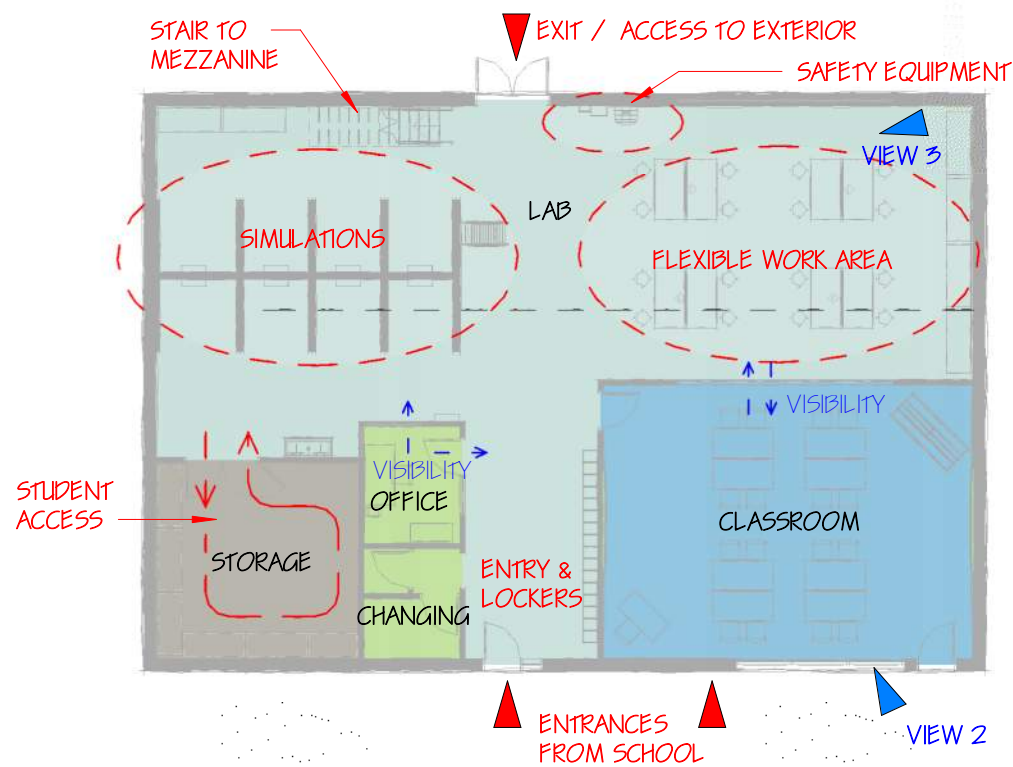 STAIR TO
MEZZANINE
EXIT / ACCESS TO EXTERIOR
SAFETY EQUIPMENT
VIEW 3
LAB
SIMULATIONS
FLEXIBLE WORK AREA
VISIBILITY
VISIBILITY
OFFICE
STUDENT
ACCESS
CLASSROOM
STORAGE
ENTRY &
LOCKERS
CHANGING
ENTRANCES
FROM SCHOOL
VIEW 2